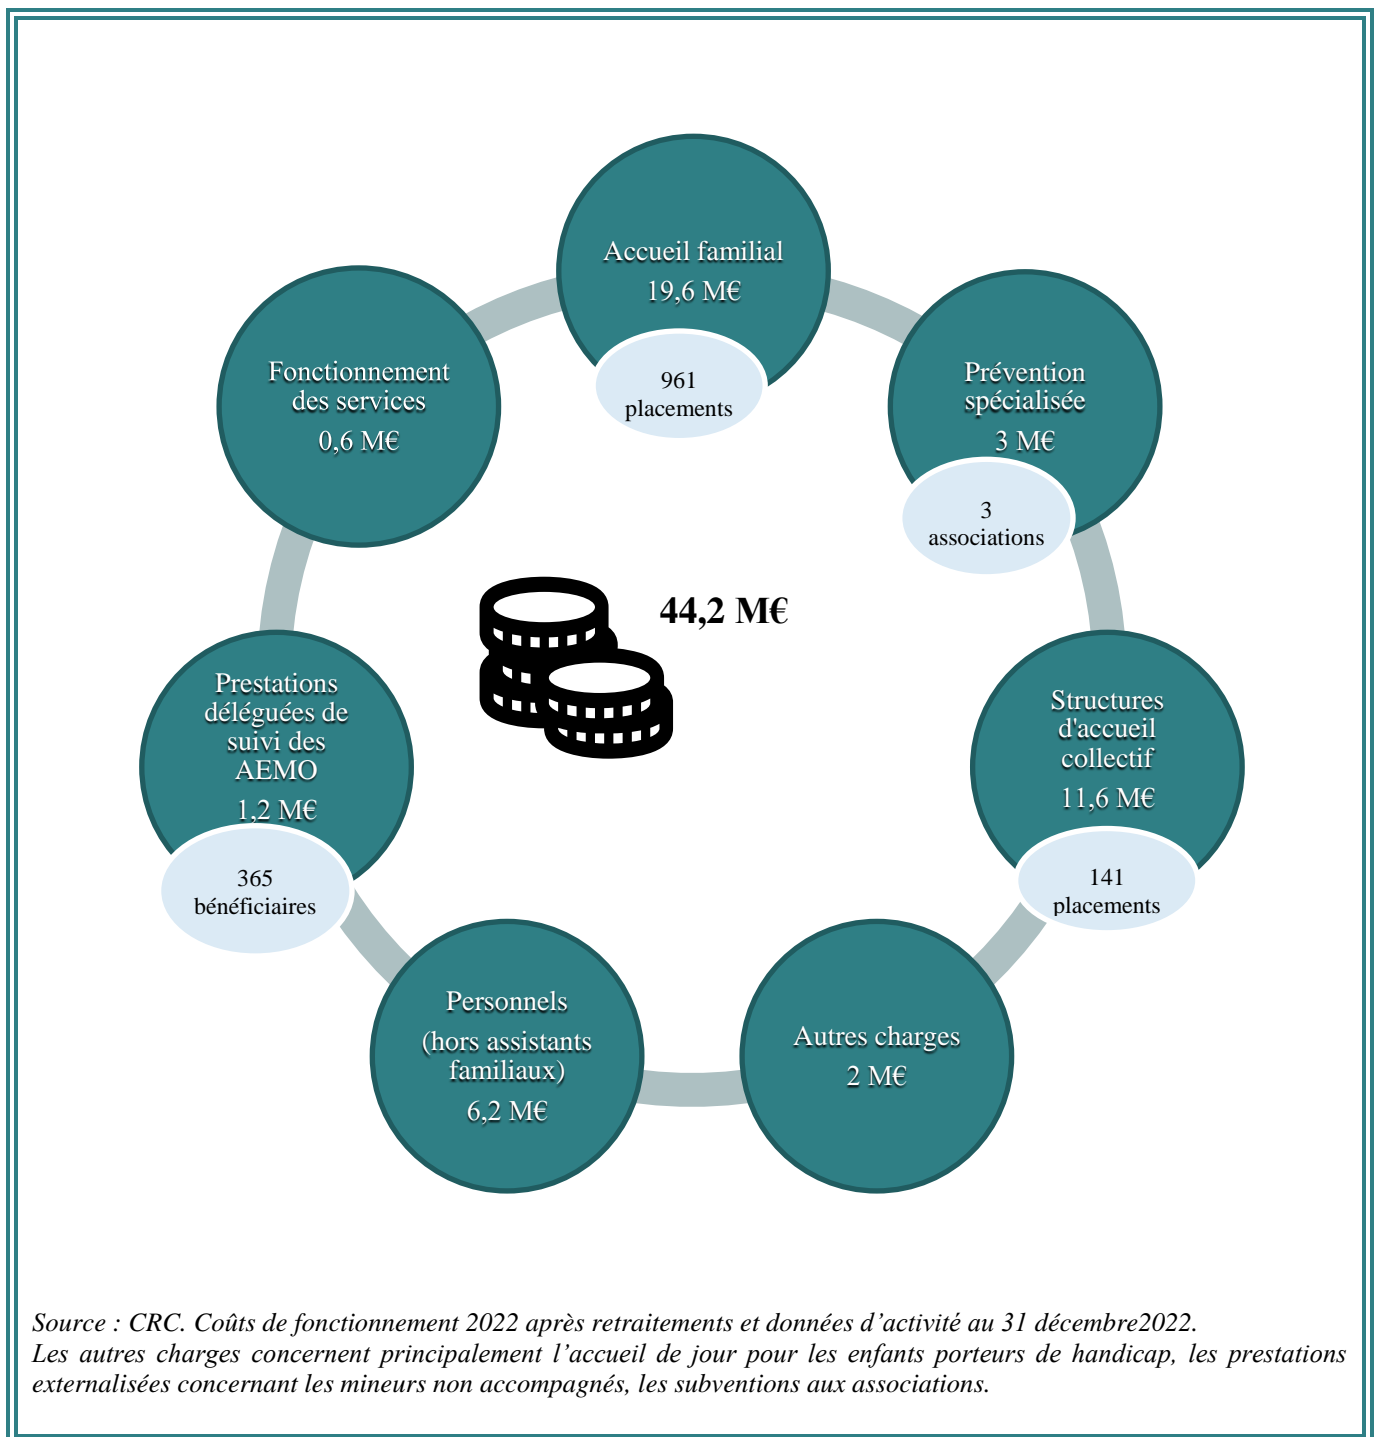 Accueil familial
19,6 M€
961
placements
Prévention
spécialisée
3 M€
3
associations
Structures
d'accueil
collectif
11,6 M€
141
placements
Autres charges
2 M€
Personnels
(hors assistants
familiaux)
6,2 M€
Prestations
déléguées de
suivi des
AEMO
1,2 M€
365
bénéficiaires
Fonctionnement
des services
0,6 M€
44,2 M€
Source : CRC. Coûts de fonctionnement 2022 après retraitements et données d’activité au 31 décembre2022.
Les autres charges concernent principalement l’accueil de jour pour les enfants porteurs de handicap, les prestations
externalisées concernant les mineurs non accompagnés, les subventions aux associations.